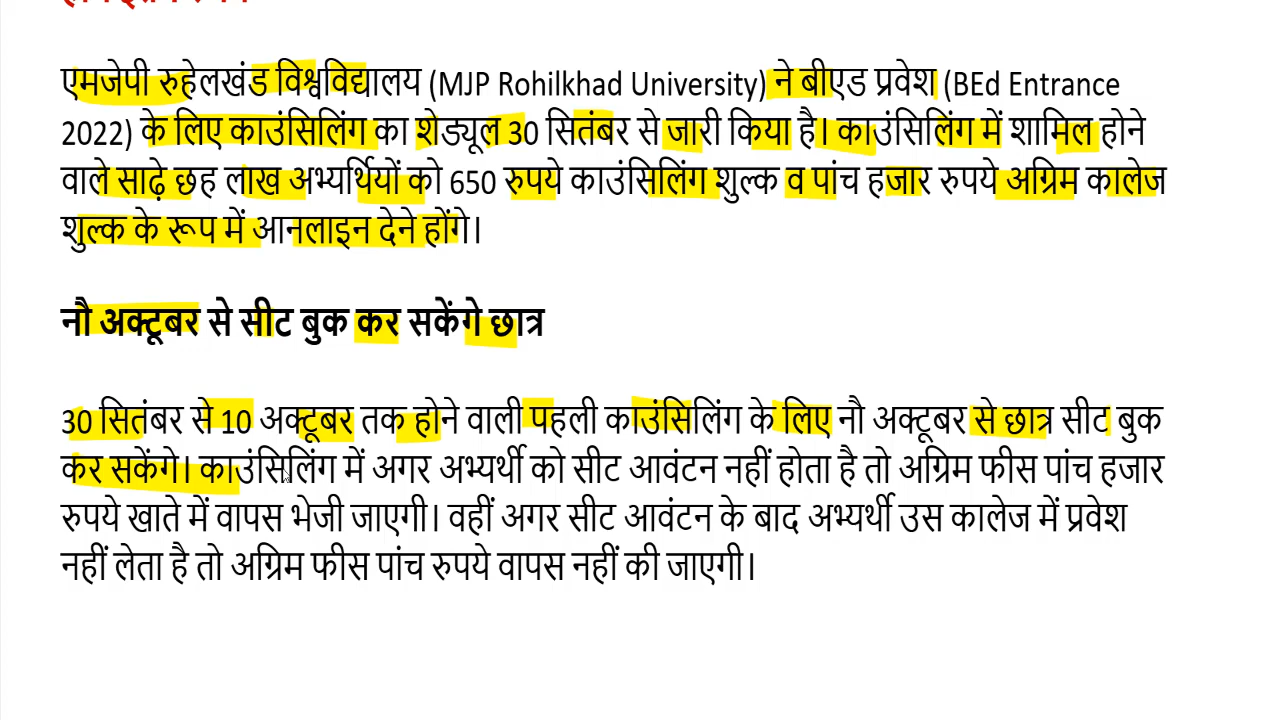 एमजेपी रुहेलखंड विश्वविद्यालय (MJP Rohilkhad University) ने बीएड प्रवेश (BEd Entrance
2022) के लिए काउंसिलिंग का शेड्यूल 30 सितंबर से जारी किया है। काउंसिलिंग में शामिल होने
वाले साढ़े छह लाख अभ्यर्थियों को 650 रुपये काउंसिलिंग शुल्क व पांच हजार रुपये अग्रिम कालेज
शुल्क के रूप में आनलाइन देने होंगे।
नौ अक्टूबर से सीट बुक कर सकेंगे छात्र
30 सितंबर से 10 अक्टूबर तक होने वाली पहली काउंसिलिंग के लिए नौ अक्टूबर से छात्र सीट बुक
कर सकेंगे। काउंसिलिंग में अगर अभ्यर्थी को सीट आवंटन नहीं होता है तो अग्रिम फीस पांच हजार
रुपये खाते में वापस भेजी जाएगी। वहीं अगर सीट आवंटन के बाद अभ्यर्थी उस कालेज में प्रवेश
नहीं लेता है तो अग्रिम फीस पांच रुपये वापस नहीं की जाएगी।